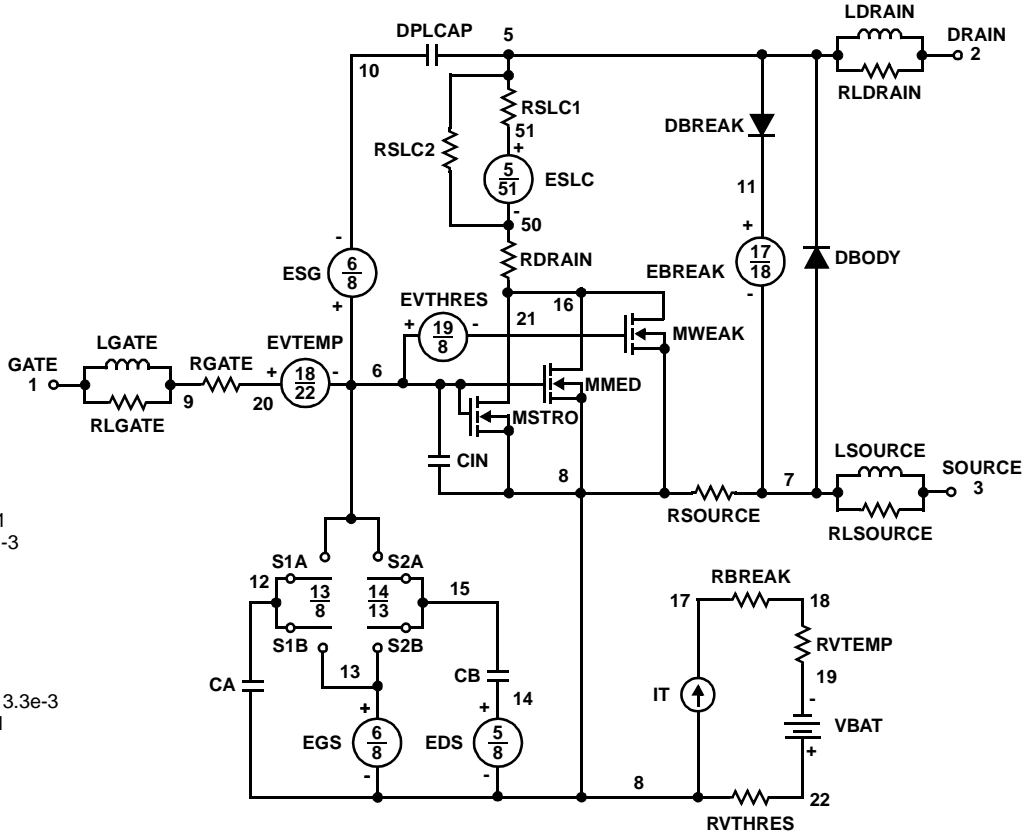 LDRAIN
DPLCAP 5 DRAIN
10 2
RLDRAIN
RSLC1
51
+
RSLC2
DBREAK
5
51
ESLC
11
-
50
+
-
RDRAIN
17
18
DBODY
6
8
ESG
EBREAK
+
EVTHRES
16
-
21
+ 19 -
8
MWEAK
LGATE
EVTEMP
GATE
RGATE
6
1
+ 18 -
22
MMED
9
20
RLGATE
MSTRO
LSOURCE
CIN
8
7
SOURCE
3
RSOURCE
RLSOURCE
-3
S1A
S2A
12
13
8
14
13
15
RBREAK
17
18
S1B
S2B
RVTEMP
13
CB
19
CA
14
IT
-
3.3e-3
+
+
VBAT
EGS
6
8
EDS
5
8
+
-
-
8
22
RVTHRES